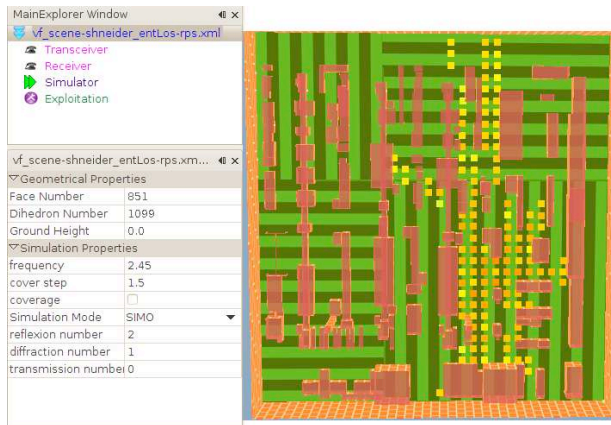 MainExplorer Window
vf_scene-shneider_entLos-rps.xml
Transceiver
Receiver
Simulator
Exploitation
vf_scene-shneider_entLos-rps.xm...
Geometrical Properties
Face Number 851
Dihedron Number 1099
Ground Height 0.0
Simulation Properties
frequency 2.45
cover step 1.5
coverage
Simulation Mode SIMO
reflexion number 2
diffraction number 1
transmission number 0